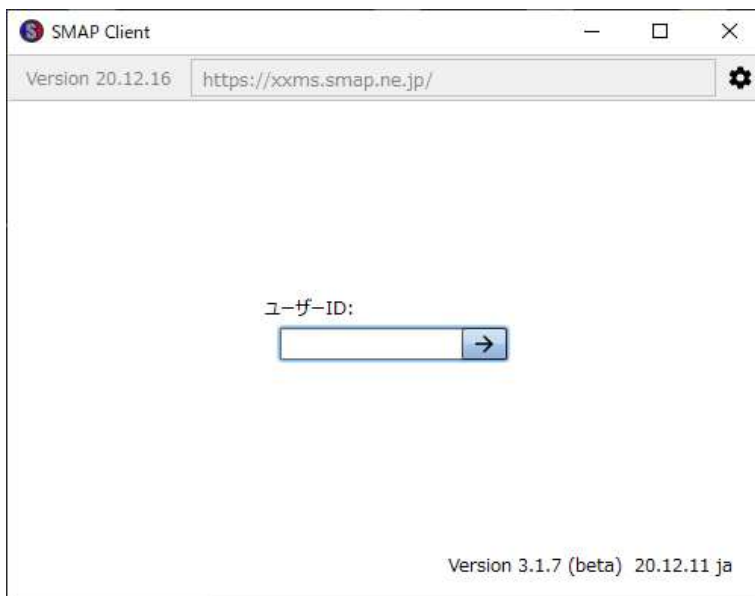 SMAP Client
Version 20.12.16 https://xxms.smap.ne.jp/
ユーザーID:
Version 3.1.7 (beta) 20.12.11 ja